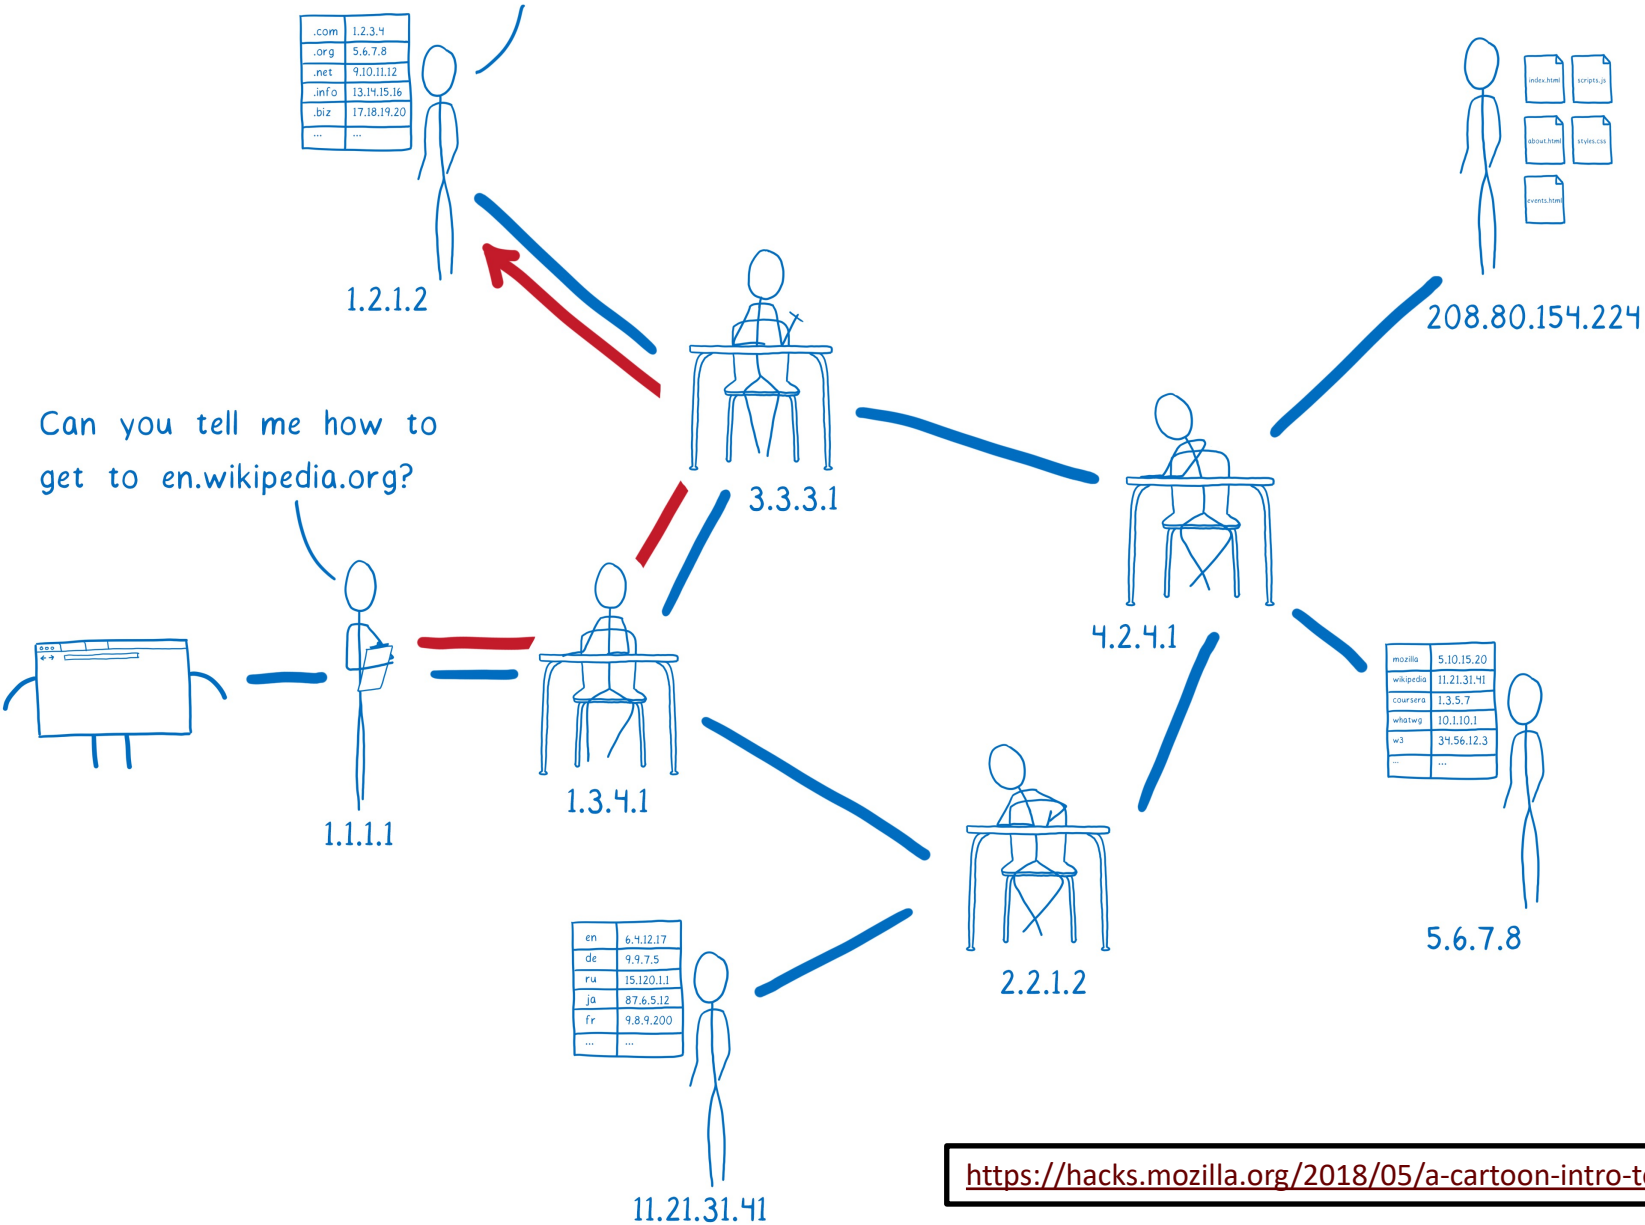 .com 1.2.3.4
.org 5.6.7.8
.net 9.10.11.12
.info 13.14.15.16
.biz 17.18.19.20
... ...
1.2.1.2
index.html scripts.js
about.html styles.css
events.html
208.80.154.224
3.3.3.1
Can you tell me how to
get to en.wikipedia.org?
1.1.1.1
1.3.4.1
4.2.4.1
mozilla 5.10.15.20
wikipedia 11.21.31.41
coursera 1.3.5.7
whatwg 10.1.10.1
w3 34.56.12.3
... ...
5.6.7.8
2.2.1.2
en 6.4.12.17
de 9.9.7.5
ru 15.120.1.1
ja 87.6.5.12
fr 9.8.9.200
... ...
11.21.31.41
https://hacks.mozilla.org/2018/05/a-cartoon-intro-t